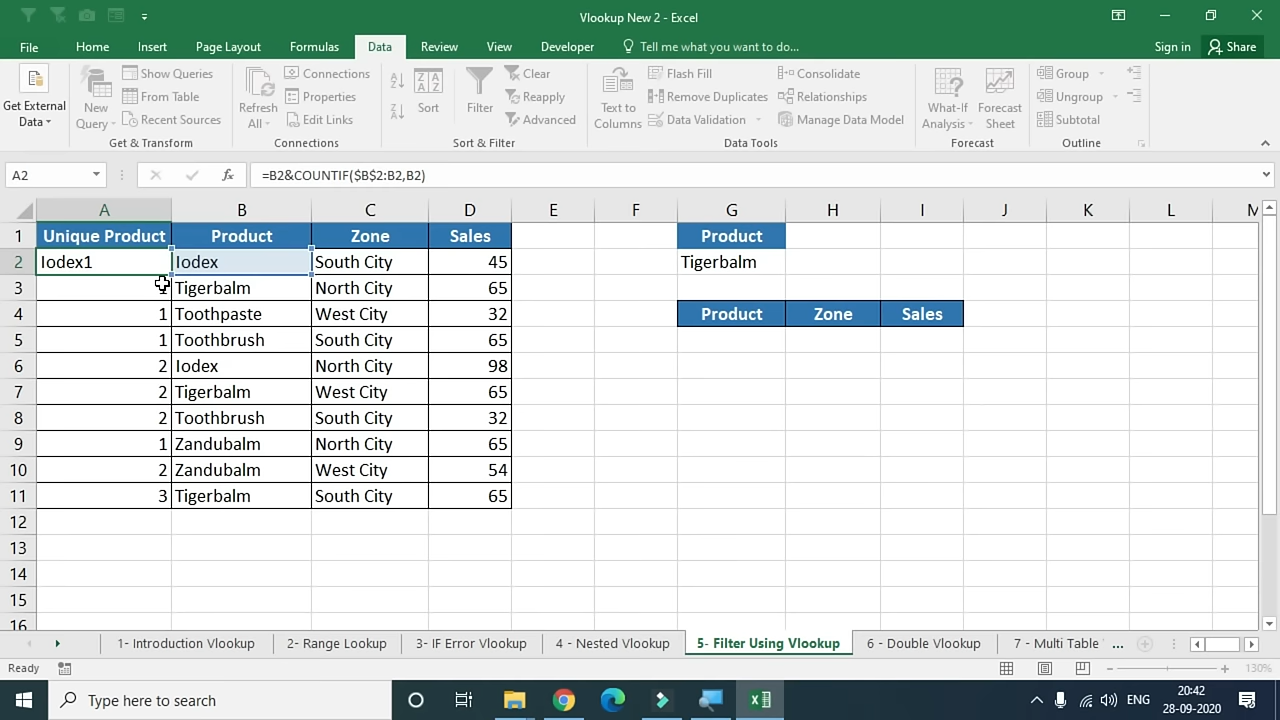 Vlookup New 2 - Excel
File Home Insert Page Layout Formulas Data Review View Developer Tell me what you want to do... Sign in Share
Get External Data
New Query
Show Queries
From Table
Recent Sources
Get & Transform
Refresh All
Connections
Properties
Edit Links
Connections
Sort
Filter
Clear
Reapply
Advanced
Sort & Filter
Text to Columns
Flash Fill
Remove Duplicates
Data Validation
Consolidate
Relationships
Manage Data Model
Data Tools
What-If Analysis
Forecast Sheet
Forecast
Group
Ungroup
Subtotal
Outline
A2 fx =B2&COUNTIF($B$2:B2,B2)
A B C D E F G H I J K L M
1 Unique Product Product Zone Sales Product
2 Iodex1 Iodex South City 45 Tigerbalm
3 Tigerbalm North City 65
4 1 Toothpaste West City 32 Product Zone Sales
5 1 Toothbrush South City 65
6 2 Iodex North City 98
7 2 Tigerbalm West City 65
8 2 Toothbrush South City 32
9 1 Zandubalm North City 65
10 2 Zandubalm West City 54
11 3 Tigerbalm South City 65
12
13
14
15
16
1- Introduction Vlookup 2- Range Lookup 3- IF Error Vlookup 4 - Nested Vlookup 5- Filter Using Vlookup 6 - Double Vlookup 7 - Multi Table ...
Ready 130%
Type here to search ENG 20:42
28-09-2020